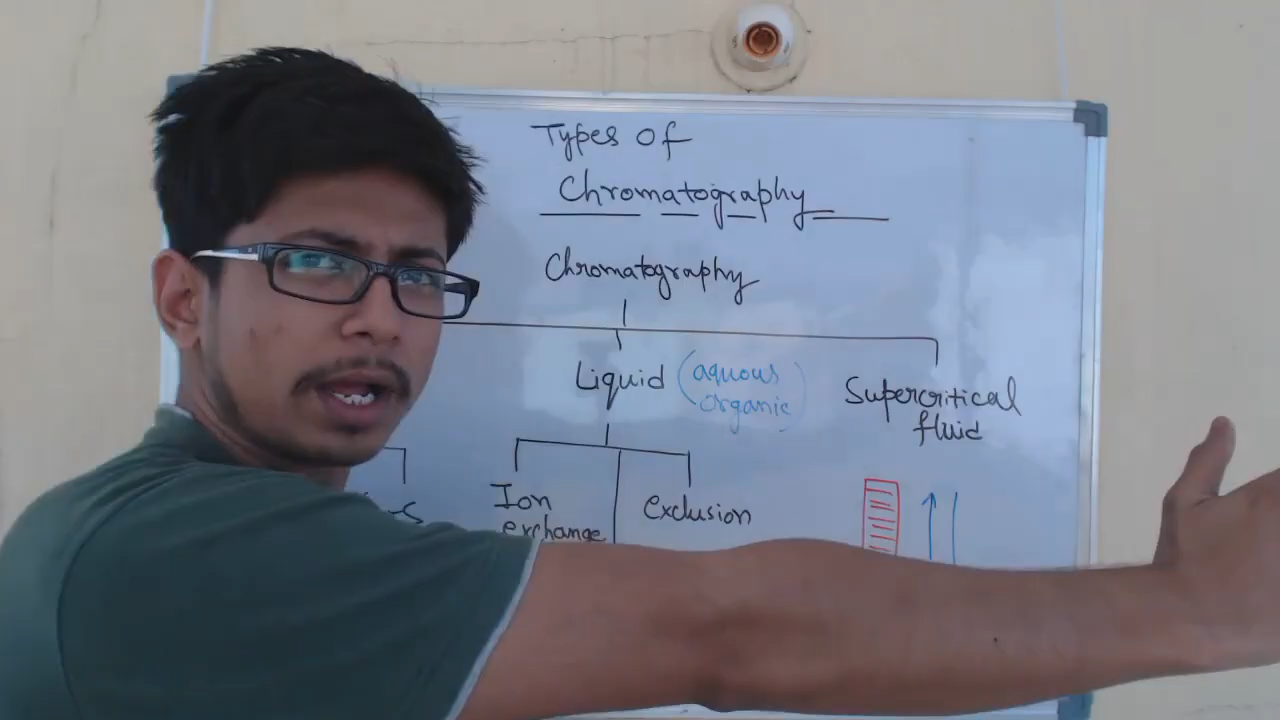 Types of
Chromatography
Chromatography
Liquid (aquous
organic)
Supercritical
fluid
Ion
exchange
Exclusion